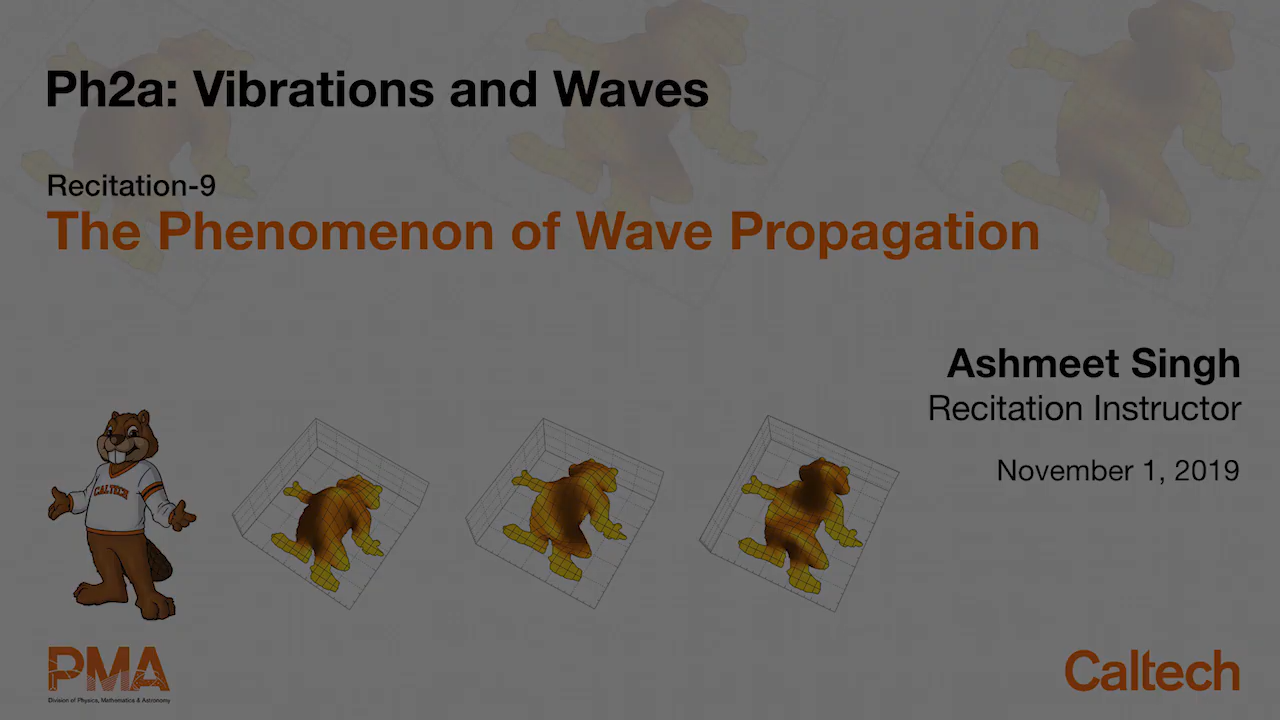 Ph2a: Vibrations and Waves
Recitation-9
The Phenomenon of Wave Propagation
Ashmeet Singh
Recitation Instructor
November 1, 2019
CALTECH
PMA
Division of Physics, Mathematics & Astronomy
Caltech